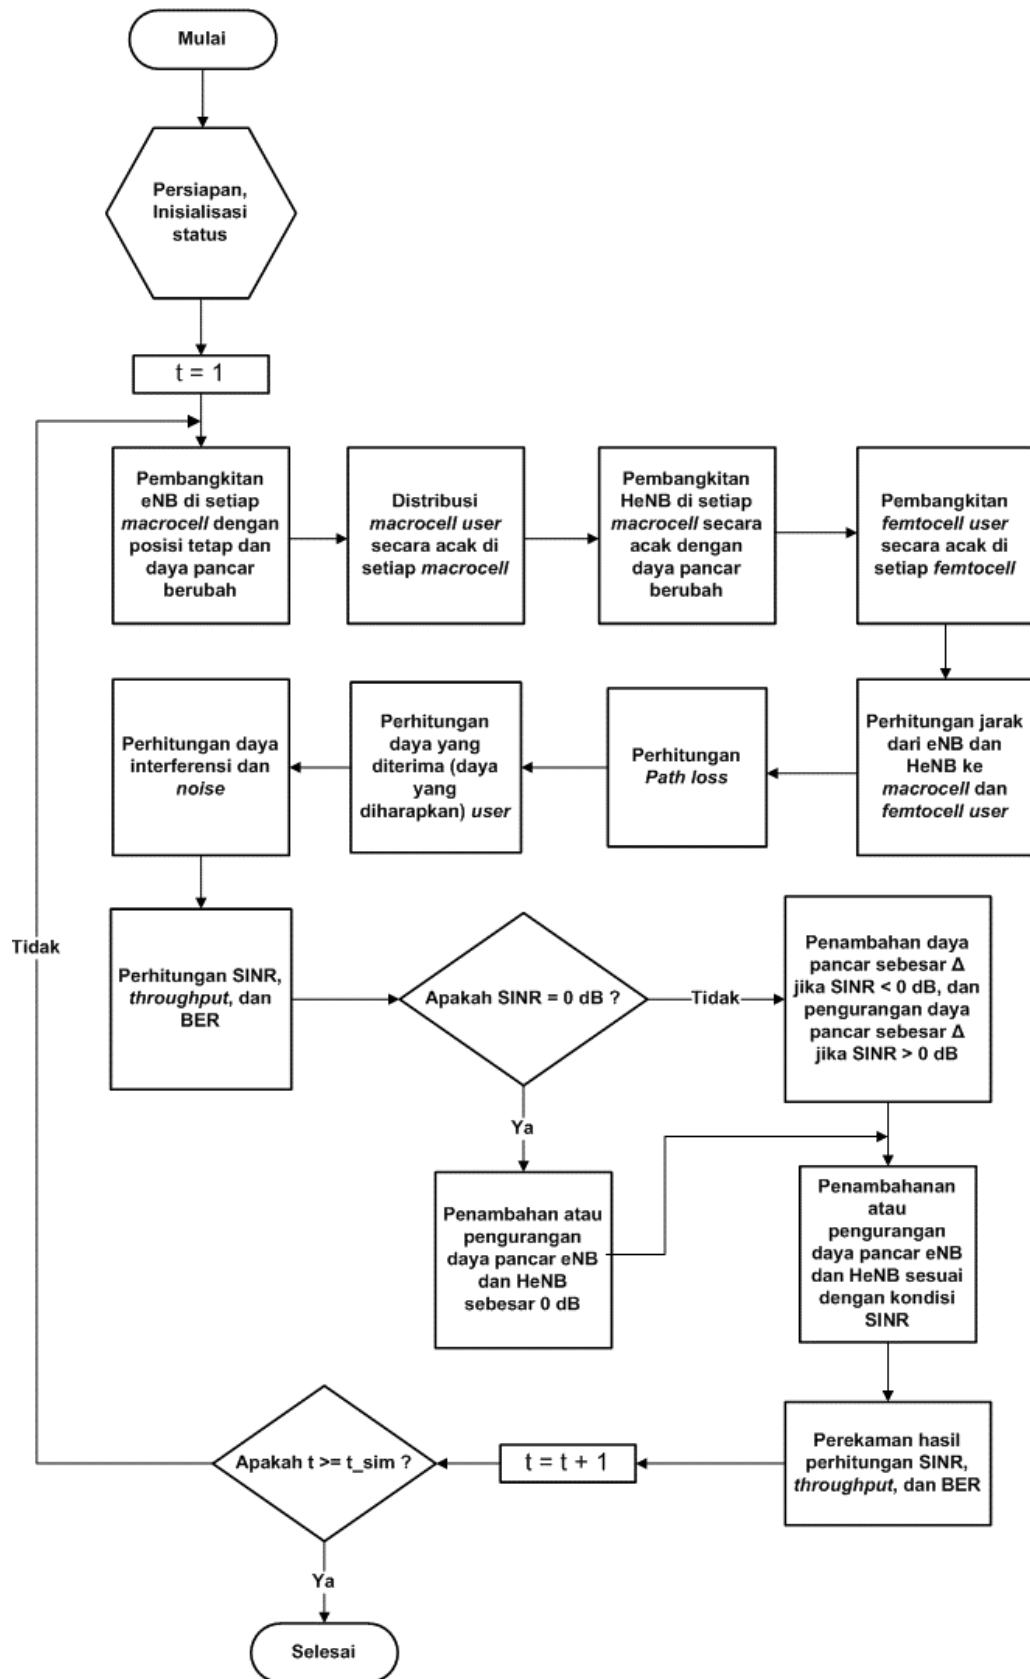 Mulai
Persiapan,
Inisialisasi
status
t = 1
Pembangkitan
eNB di setiap
macrocell dengan
posisi tetap dan
daya pancar
berubah
Distribusi
macrocell user
secara acak di
setiap macrocell
Pembangkitan
HeNB di setiap
macrocell secara
acak dengan
daya pancar
berubah
Pembangkitan
femtocell user
secara acak di
setiap femtocell
Perhitungan jarak
dari eNB dan
HeNB ke
macrocell dan
femtocell user
Perhitungan
Path loss
Perhitungan
daya yang
diterima (daya
yang
diharapkan) user
Perhitungan daya
interferensi dan
noise
Perhitungan SINR,
throughput, dan
BER
Apakah SINR = 0 dB ?
Tidak
Penambahan daya
pancar sebesar Δ
jika SINR < 0 dB, dan
pengurangan daya
pancar sebesar Δ
jika SINR > 0 dB
Ya
Penambahan atau
pengurangan
daya pancar eNB
dan HeNB
sebesar 0 dB
Penambahanan
atau
pengurangan
daya pancar eNB
dan HeNB sesuai
dengan kondisi
SINR
Perekaman hasil
perhitungan SINR,
throughput, dan BER
t = t + 1
Apakah t >= t_sim ?
Tidak
Ya
Selesai